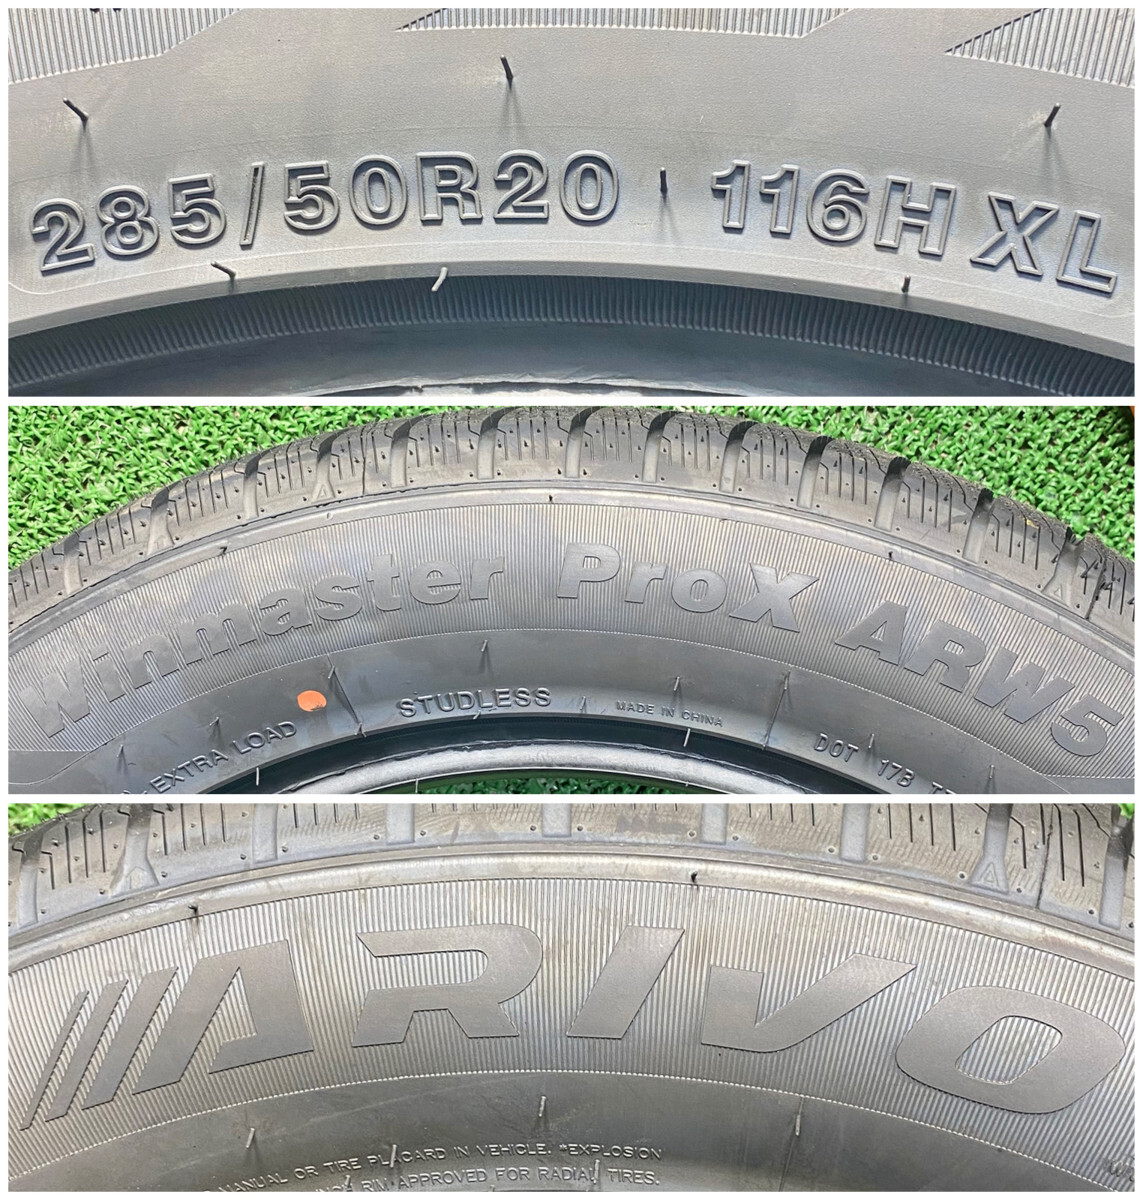 285/50R20 116H XL
Winmaster ProX ARW5
EXTRA LOAD STUDLESS MADE IN CHINA DOT 17B
ARIVO
MANUAL OR TIRE PLACARD IN VEHICLE. *EXPLOSION
RIM APPROVED FOR RADIAL TIRES.